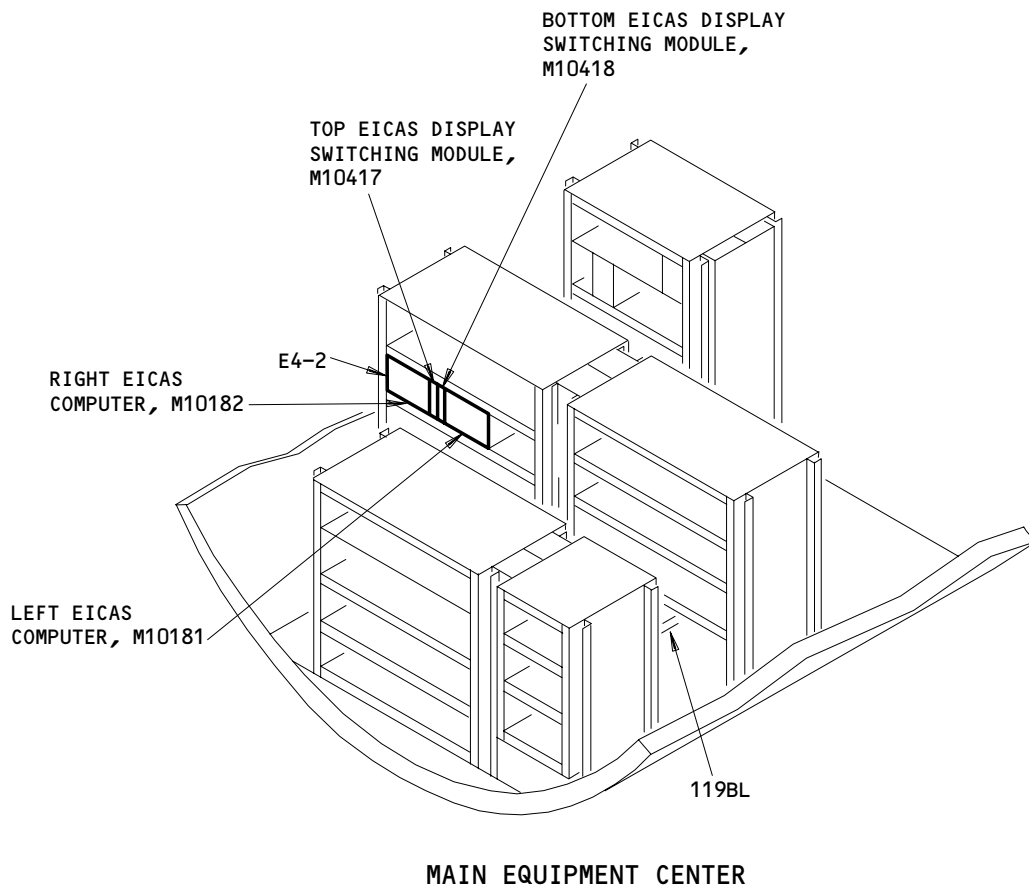 BOTTOM EICAS DISPLAY
SWITCHING MODULE,
M10418
TOP EICAS DISPLAY
SWITCHING MODULE,
M10417
E4-2
RIGHT EICAS
COMPUTER, M10182
LEFT EICAS
COMPUTER, M10181
119BL
MAIN EQUIPMENT CENTER